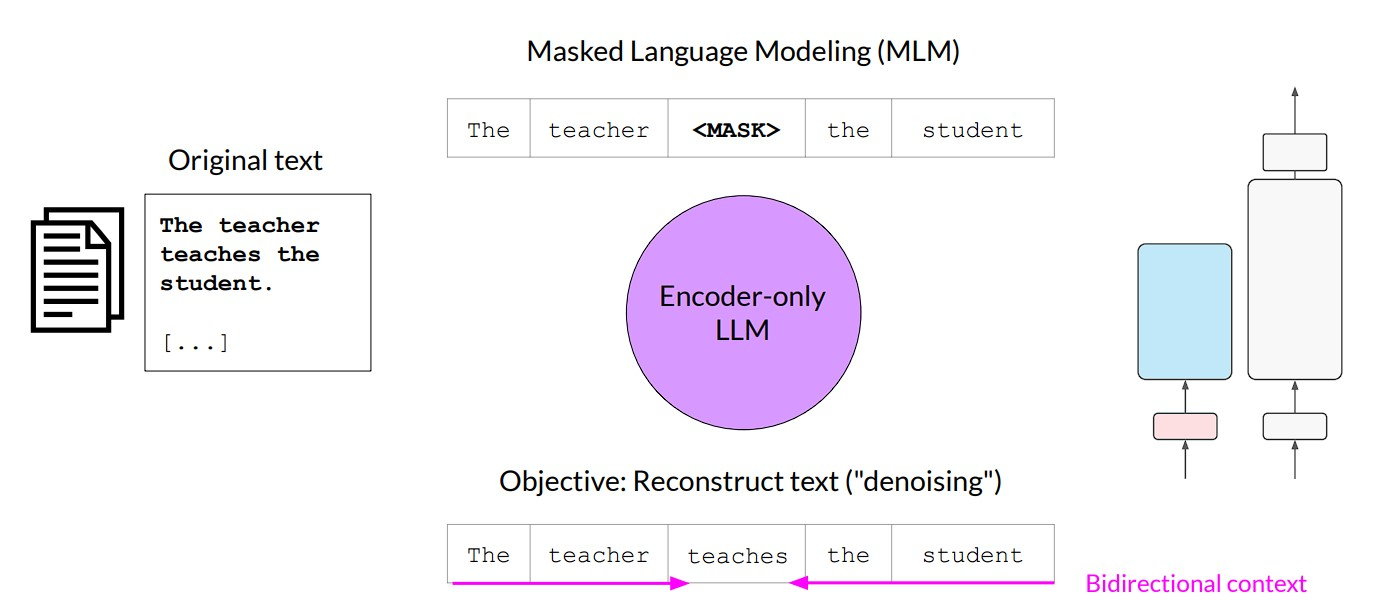 Masked Language Modeling (MLM)
The teacher <MASK> the student
Original text
The teacher
teaches the
student.
[...]
Encoder-only
LLM
Objective: Reconstruct text ("denoising")
The teacher teaches the student
Bidirectional context